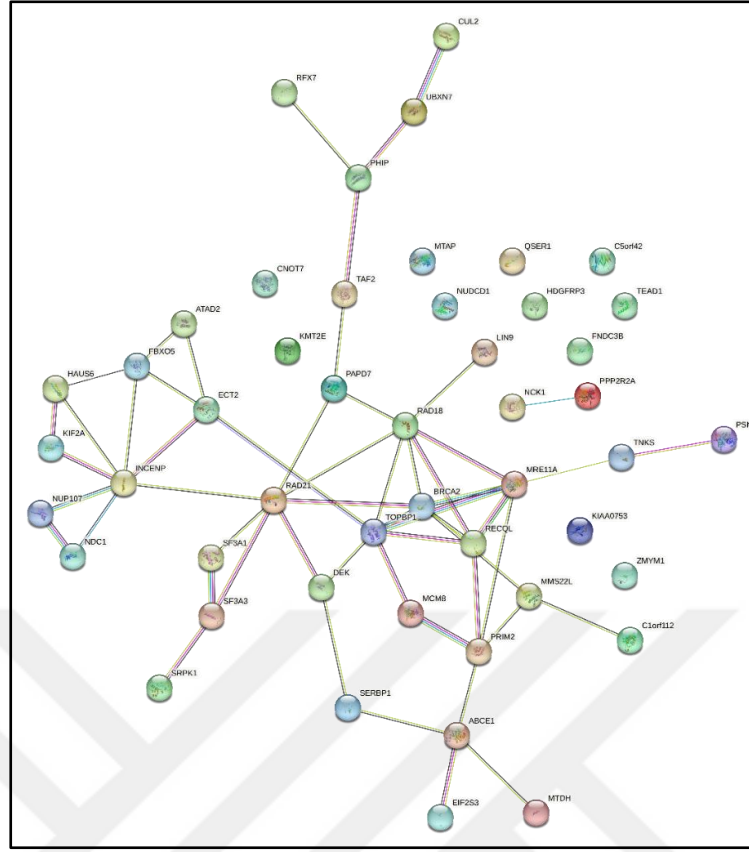 CUL2
RFX7
UBXN7
PHIP
MTAP
QSER1
C5orf42
CNOT7
TAF2
NUDCD1
HDGFRP3
TEAD1
ATAD2
KMT2E
LIN9
FNDC3B
FBXO5
HAUS6
PAPD7
PPP2R2A
ECT2
NCK1
RAD18
PSN
KIF2A
TNKS
INCENP
MRE11A
RAD21
BRCA2
NUP107
TOPBP1
RECQL
KIAA0753
NDC1
SF3A1
DEK
MMS22L
ZMYM1
SF3A3
MCM8
C1orf112
PRIM2
SRPK1
SERBP1
ABCE1
EIF2S3
MTDH